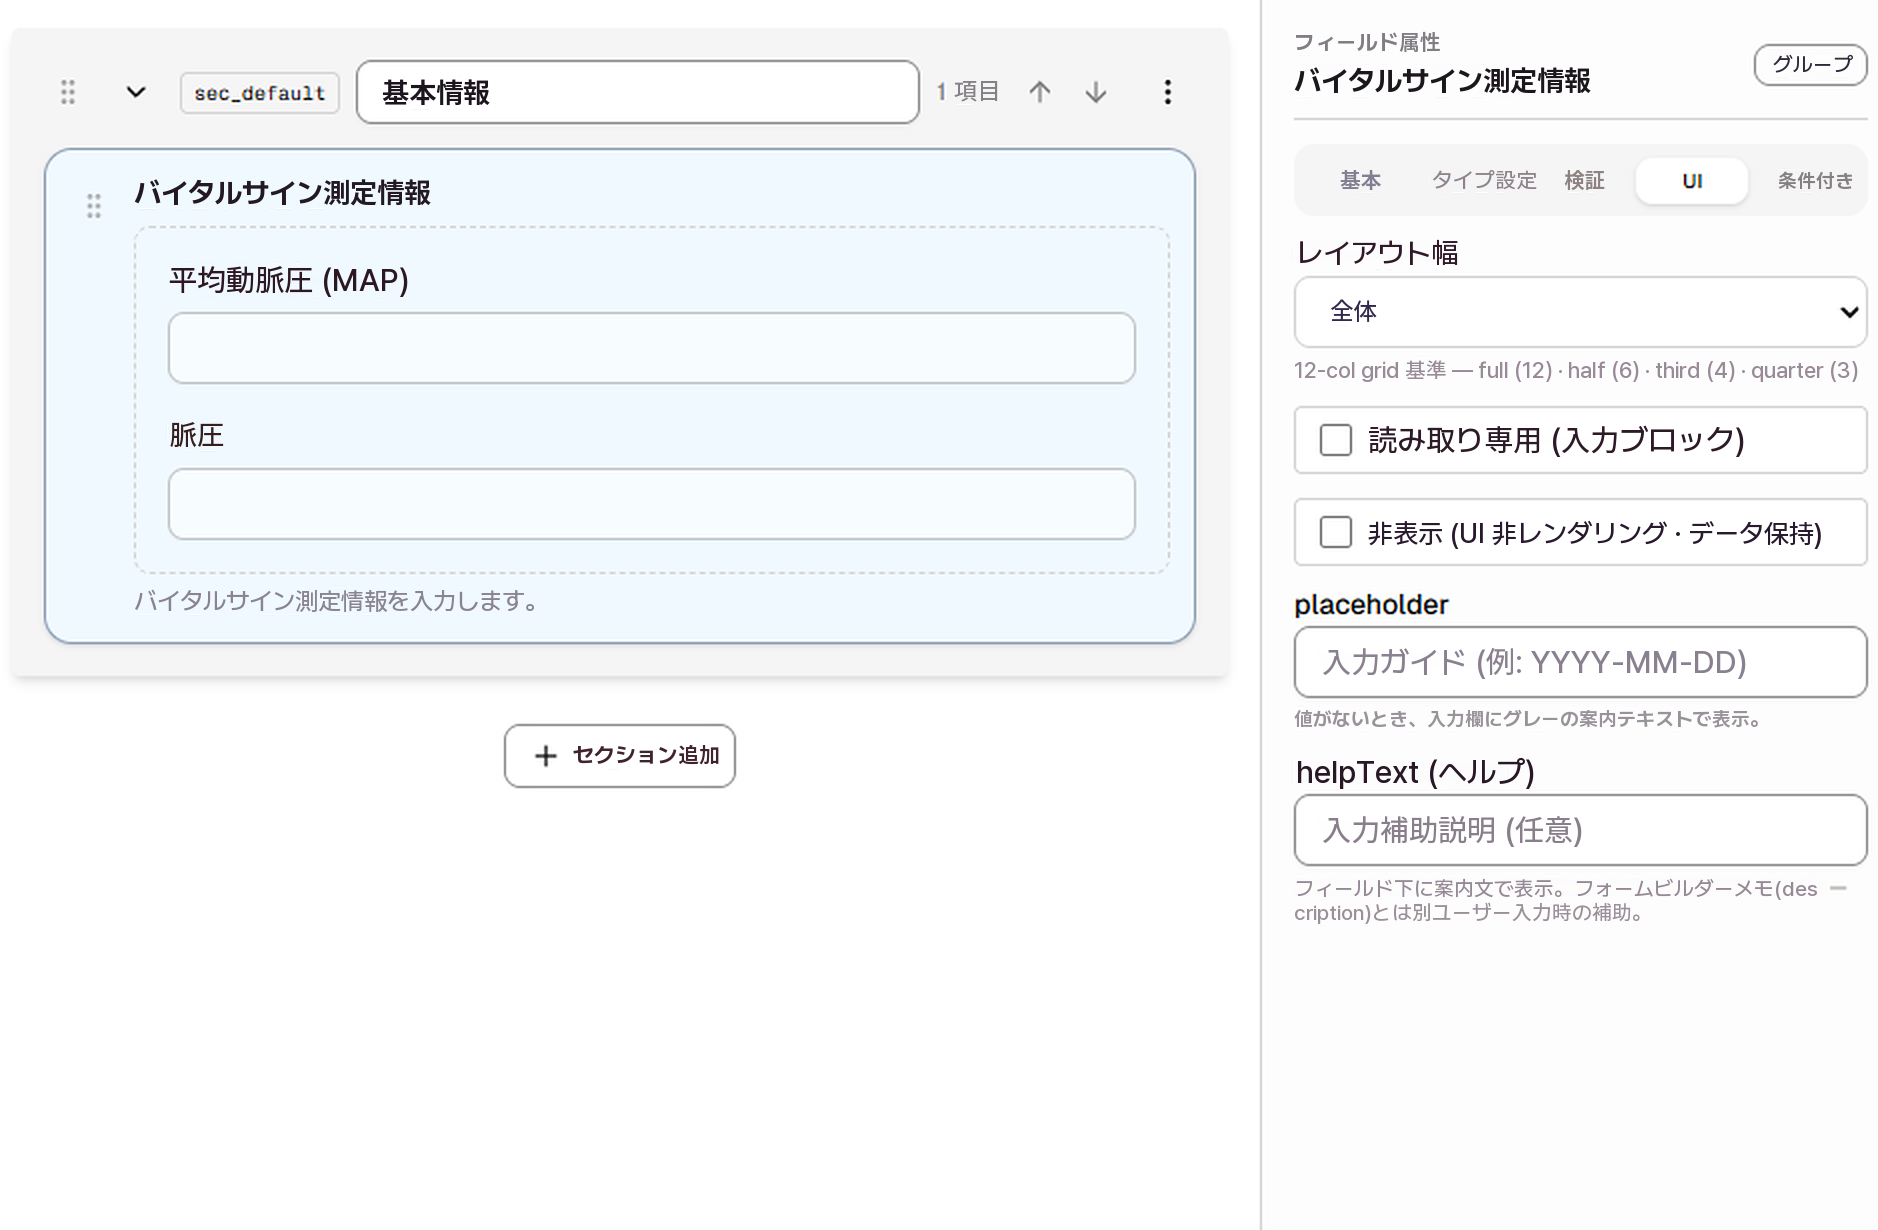 sec_default
基本情報
1 項目
バイタルサイン測定情報
平均動脈圧 (MAP)
脈圧
バイタルサイン測定情報を入力します。
セクション追加
フィールド属性
バイタルサイン測定情報
グループ
基本 タイプ設定 検証 UI 条件付き
レイアウト幅
全体
12-col grid 基準 — full (12) · half (6) · third (4) · quarter (3)
読み取り専用 (入力ブロック)
非表示 (UI 非レンダリング · データ保持)
placeholder
入力ガイド (例: YYYY-MM-DD)
値がないとき、入力欄にグレーの案内テキストで表示。
helpText (ヘルプ)
入力補助説明 (任意)
フィールド下に案内文で表示。フォームビルダーメモ(des —
cription)とは別ユーザー入力時の補助。